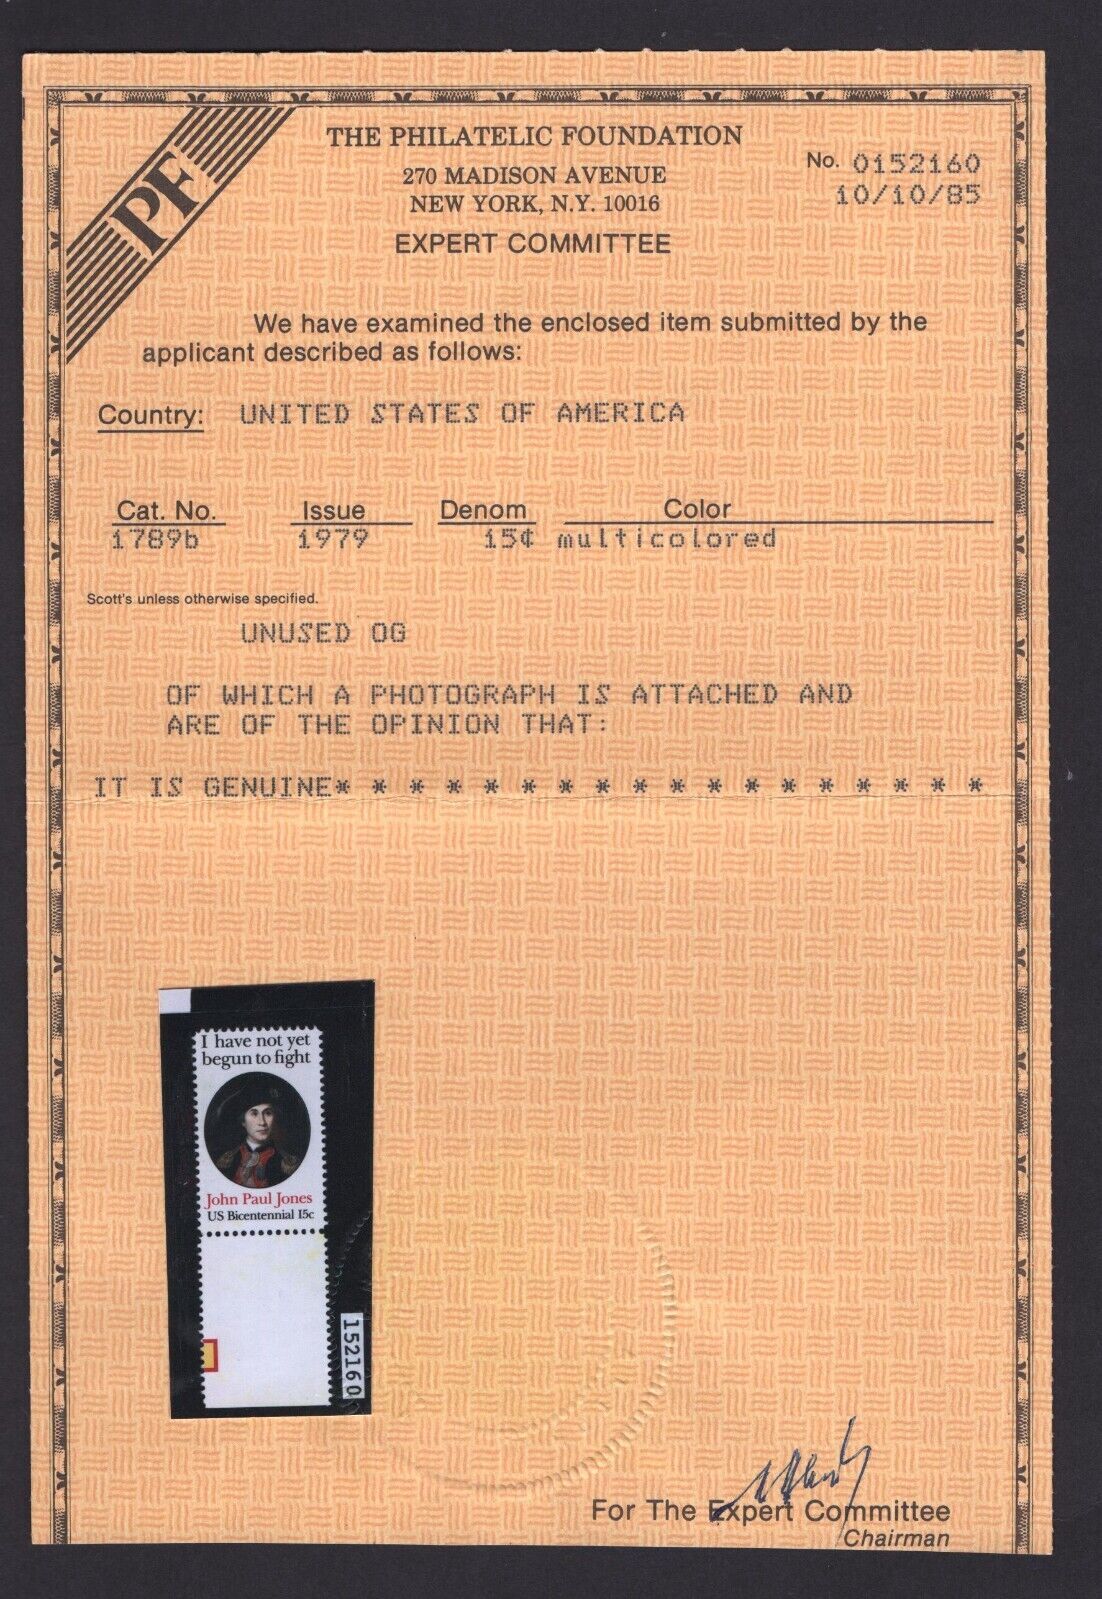 PF
THE PHILATELIC FOUNDATION
270 MADISON AVENUE
NEW YORK, N.Y. 10016
EXPERT COMMITTEE
No. 0152160
10/10/85
We have examined the enclosed item submitted by the
applicant described as follows:
Country: UNITED STATES OF AMERICA
Cat. No. Issue Denom Color
1789b 1979 15¢ multicolored
Scott's unless otherwise specified.
UNUSED OG
OF WHICH A PHOTOGRAPH IS ATTACHED AND
ARE OF THE OPINION THAT:
IT IS GENUINE* * * * * * * * * * * * * * * * * *
I have not yet
begun to fight
John Paul Jones
US Bicentennial 15c
152160
For The Expert Committee
Chairman